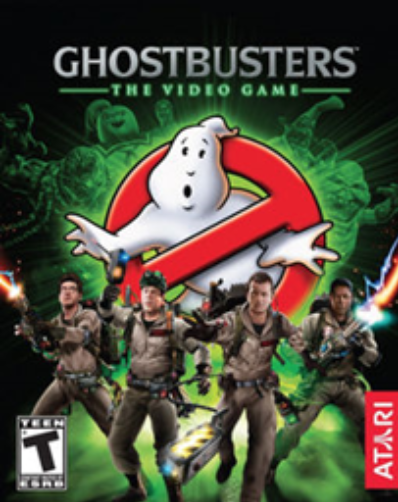 GHOSTBUSTERS
THE VIDEO GAME
TEEN
T
ESRB
ATARI